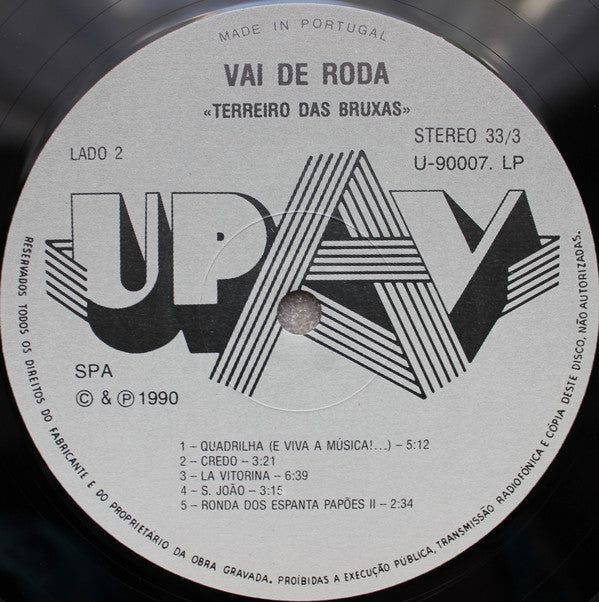 MADE IN PORTUGAL
VAI DE RODA
«TERREIRO DAS BRUXAS»
LADO 2
STEREO 33/3
U-90007. LP
UPAV
SPA
© & ℗ 1990
1 – QUADRILHA (E VIVA A MÚSICA!...) – 5:12
2 – CREDO – 3:21
3 – LA VITORINA – 6:39
4 – S. JOÃO – 3:15
5 – RONDA DOS ESPANTA PAPÕES II – 2:34
RESERVADOS TODOS OS DIREITOS DO FABRICANTE E DO PROPRIETÁRIO DA OBRA GRAVADA. PROÍBIDAS A EXECUÇÃO PÚBLICA, TRANSMISSÃO RADIOFÓNICA E CÓPIA DESTE DISCO, NÃO AUTORIZADAS.